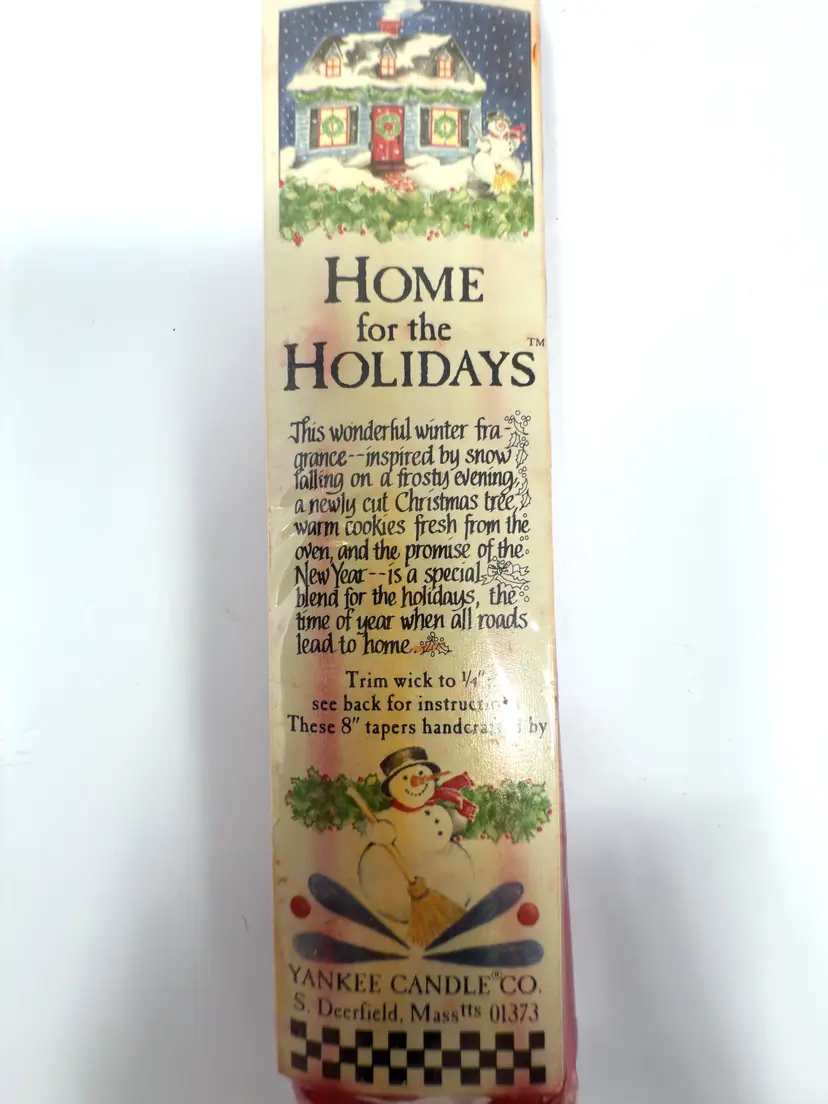 HOME
for the
HOLIDAYS™
This wonderful winter fra-
grance--inspired by snow
falling on a frosty evening,
a newly cut Christmas tree,
warm cookies fresh from the
oven, and the promise of the
New Year--is a special
blend for the holidays, the
time of year when all roads
lead to home.
Trim wick to 1/4";
see back for
These 8" tapers by
YANKEE CANDLE® CO.
S. Deerfield, Masstts 01373